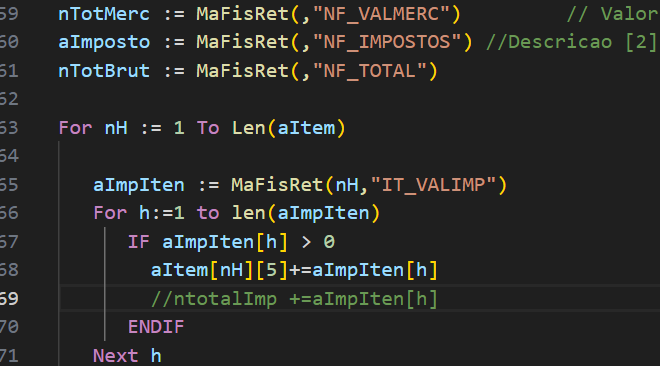 59 nTotMerc := MaFisRet(,"NF_VALMERC") // Valor
60 aImposto := MaFisRet(,"NF_IMPOSTOS") //Descricao [2]
61 nTotBrut := MaFisRet(,"NF_TOTAL")
62
63 For nH := 1 To Len(aItem)
64
65 aImpIten := MaFisRet(nH,"IT_VALIMP")
66 For h:=1 to len(aImpIten)
67 IF aImpIten[h] > 0
68 aItem[nH][5]+=aImpIten[h]
69 //ntotalImp +=aImpIten[h]
70 ENDIF
71 Next h